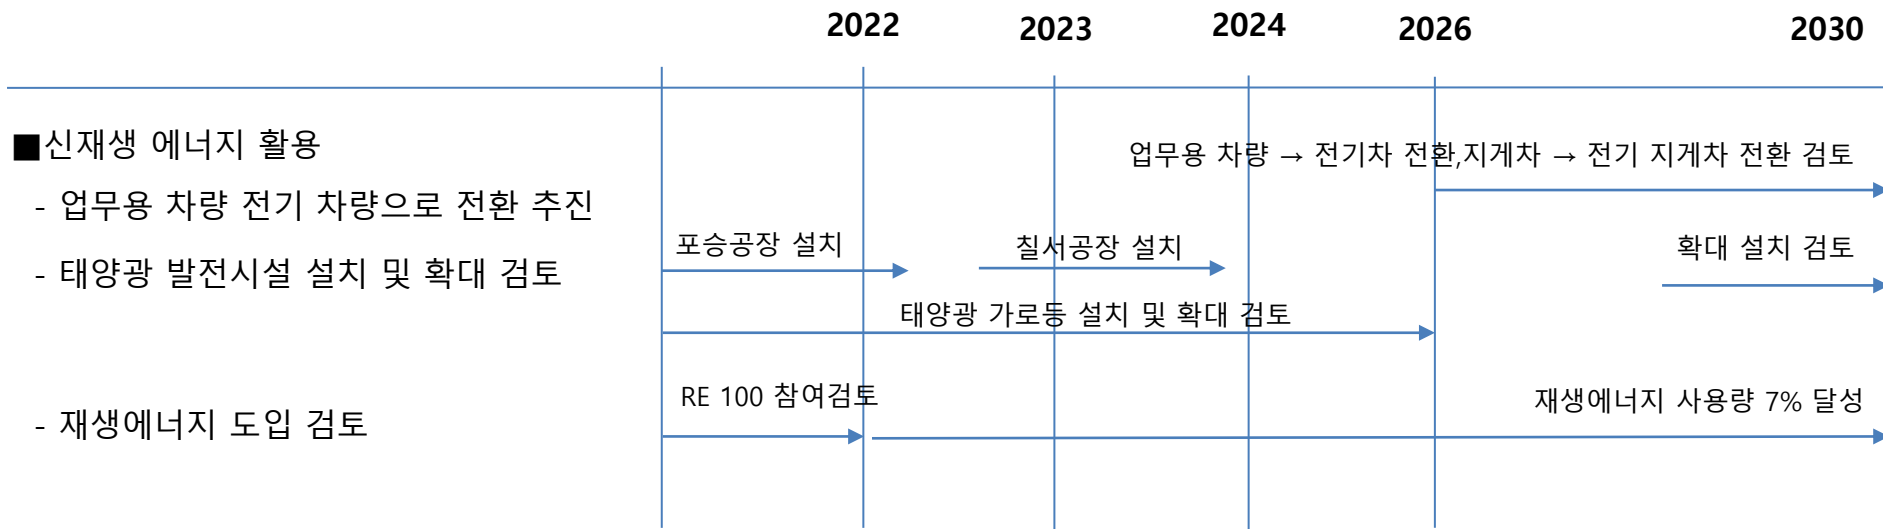 2022 2023 2024 2026 2030
■신재생 에너지 활용
업무용 차량 → 전기차 전환,지게차 → 전기 지게차 전환 검토
- 업무용 차량 전기 차량으로 전환 추진
포승공장 설치 칠서공장 설치 확대 설치 검토
- 태양광 발전시설 설치 및 확대 검토
태양광 가로등 설치 및 확대 검토
RE 100 참여검토 재생에너지 사용량 7% 달성
- 재생에너지 도입 검토